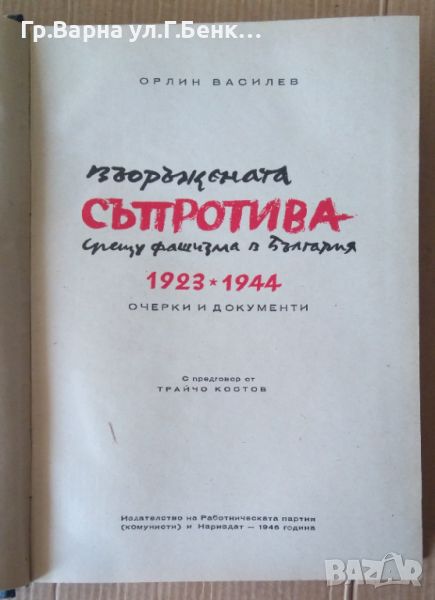 Гр.Варна ул.Г.Бенк...
ОРЛИН ВАСИЛЕВ
въоръжената
СЪПРОТИВА
срещу фашизма в България
1923 * 1944
ОЧЕРКИ И ДОКУМЕНТИ
С предговор от
ТРАЙЧО КОСТОВ
Издателство на Работническата партия
(комунисти) и Нариздат — 1946 година
BAZAR